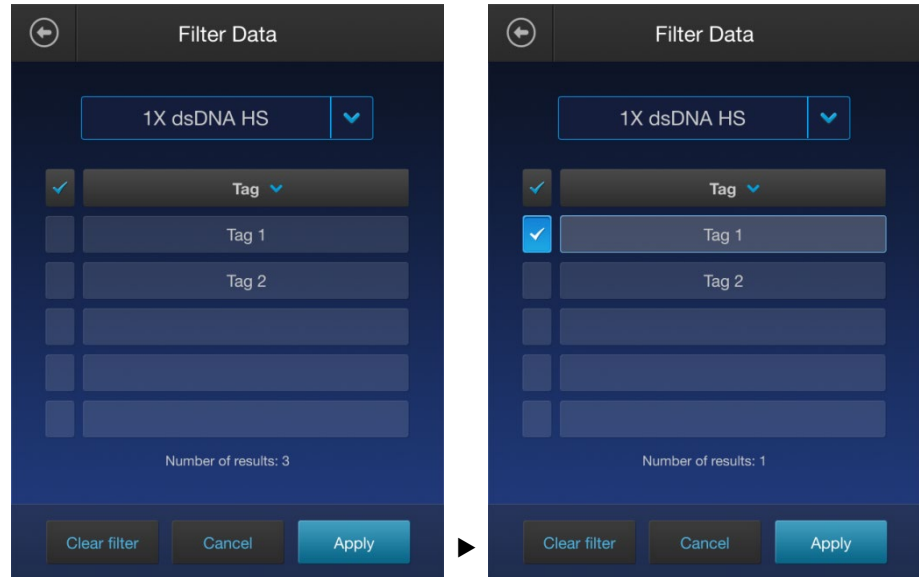 Filter Data
1X dsDNA HS
Tag
Tag 1
Tag 2
Number of results: 3
Clear filter Cancel Apply
Filter Data
1X dsDNA HS
Tag
Tag 1
Tag 2
Number of results: 1
Clear filter Cancel Apply